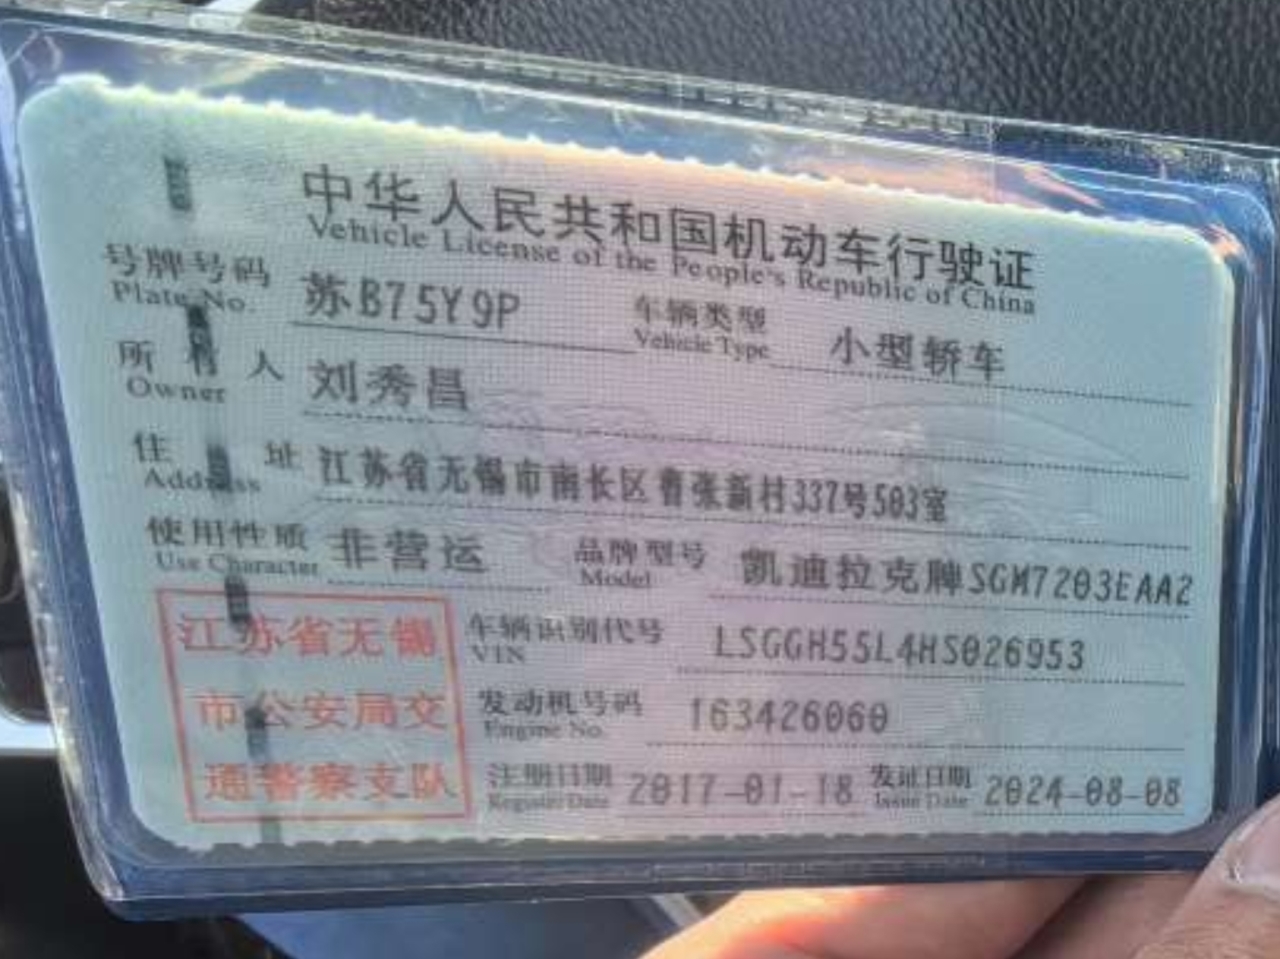 中华人民共和国机动车行驶证
Vehicle License of the People's Republic of China
号牌号码 苏B75Y9P 车辆类型 小型轿车
Plate No. Vehicle Type
所有人 刘秀昌
Owner
住址 江苏省无锡市南长区曹张新村337号503室
Address
使用性质 非营运 品牌型号 凯迪拉克牌SGM7203EAA2
Use Character Model
江苏省无锡
市公安局交
通警察支队
车辆识别代号 LSGGH55L4HS026953
VIN
发动机号码 163426060
Engine No.
注册日期 2017-01-18 发证日期 2024-08-08
Register Date Issue Date